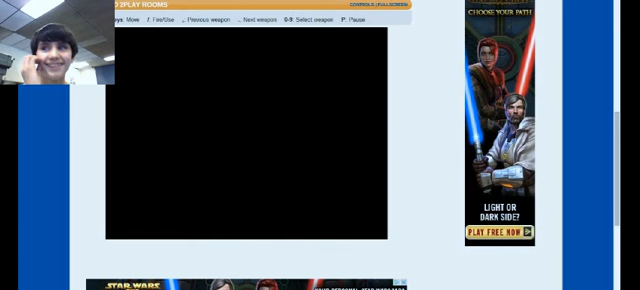 2PLAY ROOMS
CONTROLS | FULLSCREEN
Move /: Fire/Use ,: Previous weapon .: Next weapon 0-9: Select weapon P: Pause
CHOOSE YOUR PATH
LIGHT OR
DARK SIDE?
PLAY FREE NOW
STAR WARS